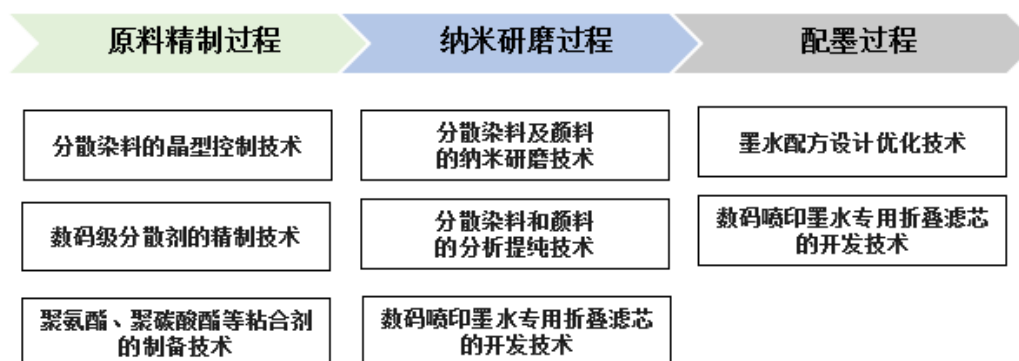 原料精制过程
纳米研磨过程
配墨过程
分散染料的晶型控制技术
分散染料及颜料
的纳米研磨技术
墨水配方设计优化技术
数码级分散剂的精制技术
分散染料和颜料
的分析提纯技术
数码喷印墨水专用折叠滤芯
的开发技术
聚氨酯、聚碳酸酯等粘合剂
的制备技术
数码喷印墨水专用折叠滤芯
的开发技术